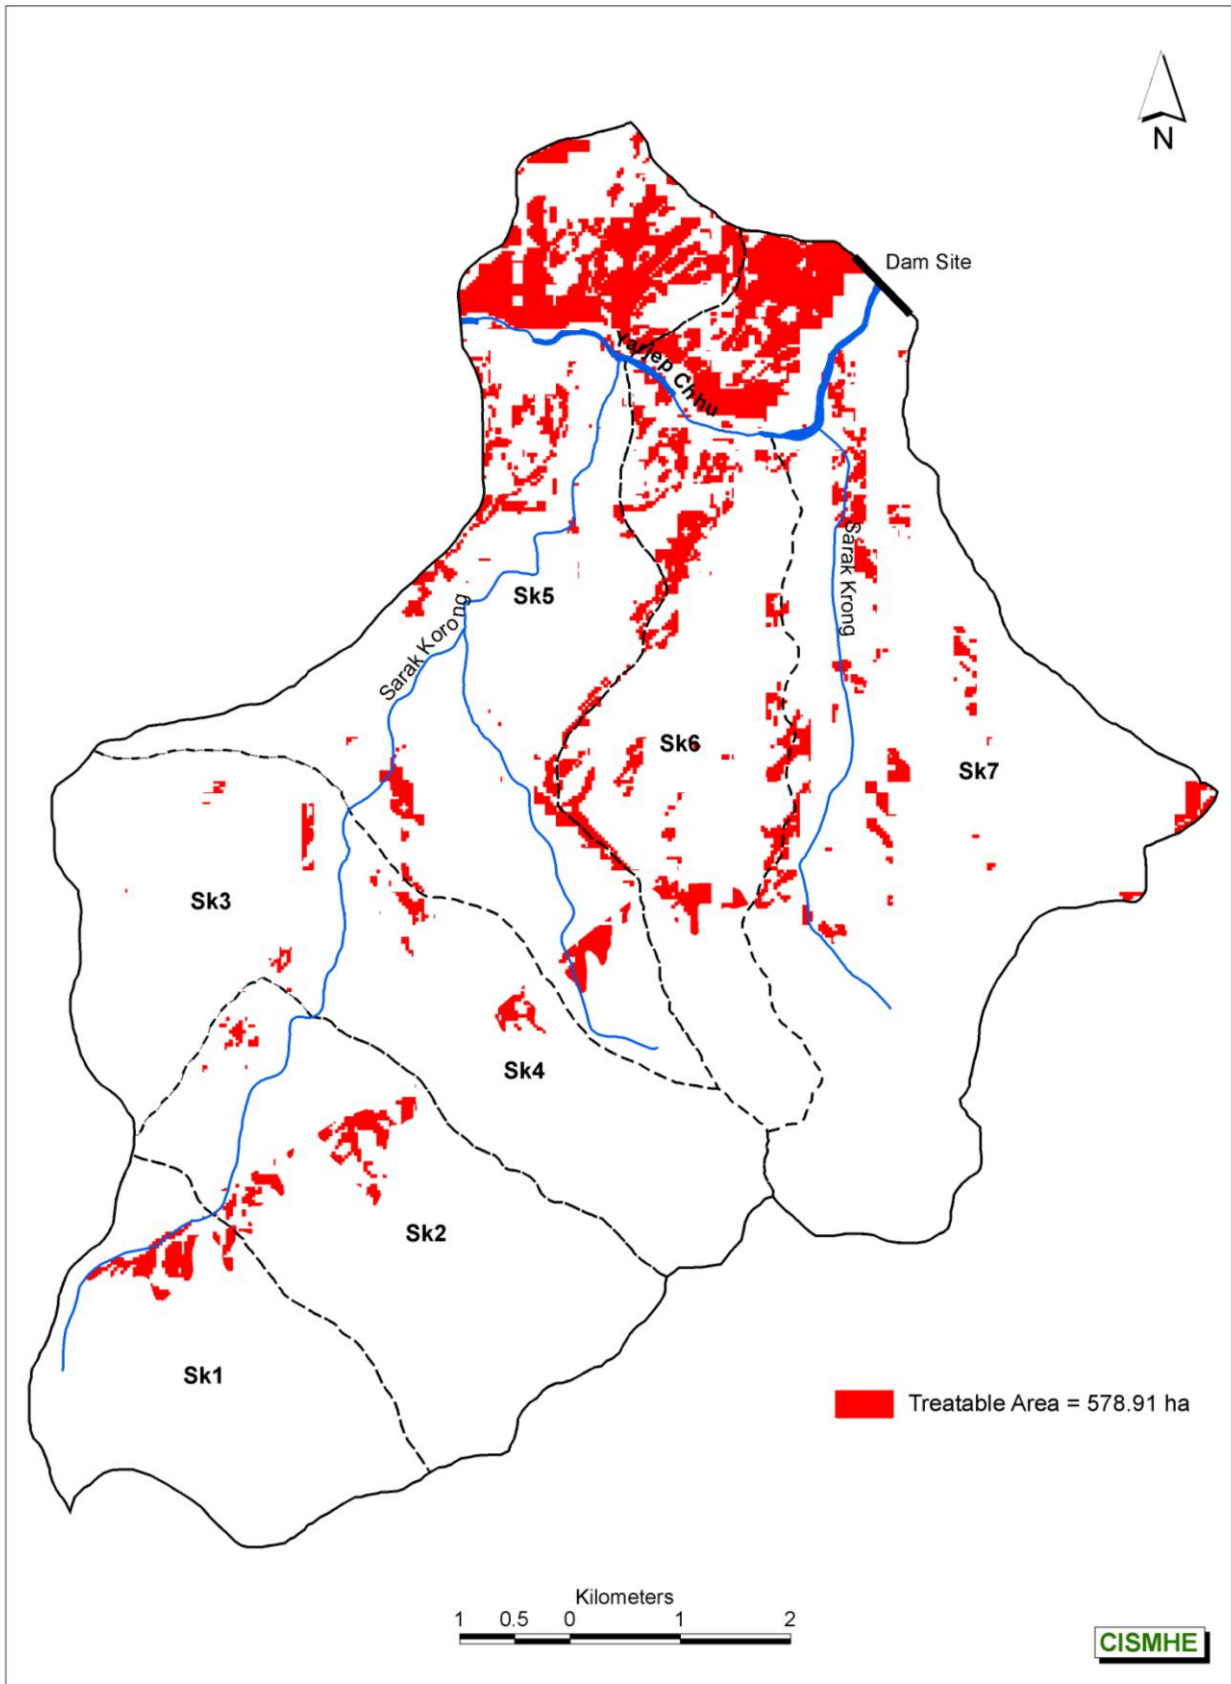 N
Dam Site
Yarjep Chhu
Sarak Krong
Sk5
Sarak Korong
Sk6
Sk7
Sk3
Sk4
Sk2
Sk1
Treatable Area = 578.91 ha
Kilometers
1 0.5 0 1 2
CISMHE